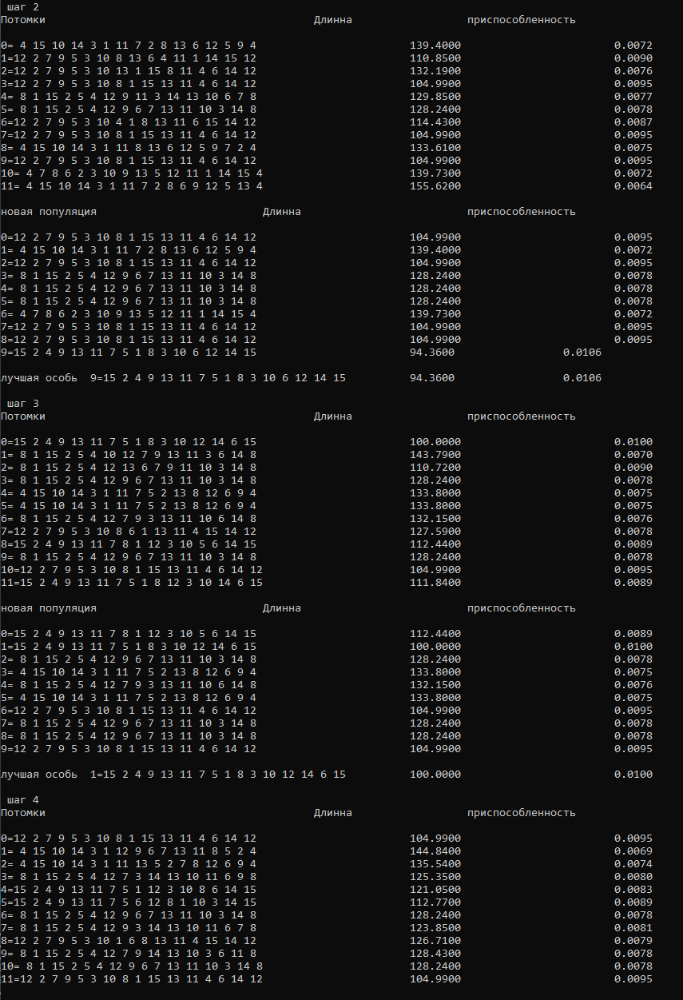 шаг 2
Потомки Длинна приспособленность
0= 4 15 10 14 3 1 11 7 2 8 13 6 12 5 9 4 139.4000 0.0072
1=12 2 7 9 5 3 10 8 13 6 4 11 1 14 15 12 110.8500 0.0090
2=12 2 7 9 5 3 10 13 1 15 8 11 4 6 14 12 132.1900 0.0076
3=12 2 7 9 5 3 10 8 1 15 13 11 4 6 14 12 104.9900 0.0095
4= 8 1 15 2 5 4 12 9 11 3 14 13 10 6 7 8 129.8500 0.0077
5= 8 1 15 2 5 4 12 9 6 7 13 11 10 3 14 8 128.2400 0.0078
6=12 2 7 9 5 3 10 4 1 8 13 11 6 15 14 12 114.4300 0.0087
7=12 2 7 9 5 3 10 8 1 15 13 11 4 6 14 12 104.9900 0.0095
8= 4 15 10 14 3 1 11 8 13 6 12 5 9 7 2 4 133.6100 0.0075
9=12 2 7 9 5 3 10 8 1 15 13 11 4 6 14 12 104.9900 0.0095
10= 4 7 8 6 2 3 10 9 13 5 12 11 1 14 15 4 139.7300 0.0072
11= 4 15 10 14 3 1 11 7 2 8 6 9 12 5 13 4 155.6200 0.0064
новая популяция Длинна приспособленность
0=12 2 7 9 5 3 10 8 1 15 13 11 4 6 14 12 104.9900 0.0095
1= 4 15 10 14 3 1 11 7 2 8 13 6 12 5 9 4 139.4000 0.0072
2=12 2 7 9 5 3 10 8 1 15 13 11 4 6 14 12 104.9900 0.0095
3= 8 1 15 2 5 4 12 9 6 7 13 11 10 3 14 8 128.2400 0.0078
4= 8 1 15 2 5 4 12 9 6 7 13 11 10 3 14 8 128.2400 0.0078
5= 8 1 15 2 5 4 12 9 6 7 13 11 10 3 14 8 128.2400 0.0078
6= 4 7 8 6 2 3 10 9 13 5 12 11 1 14 15 4 139.7300 0.0072
7=12 2 7 9 5 3 10 8 1 15 13 11 4 6 14 12 104.9900 0.0095
8=12 2 7 9 5 3 10 8 1 15 13 11 4 6 14 12 104.9900 0.0095
9=15 2 4 9 13 11 7 5 1 8 3 10 6 12 14 15 94.3600 0.0106
лучшая особь 9=15 2 4 9 13 11 7 5 1 8 3 10 6 12 14 15 94.3600 0.0106
шаг 3
Потомки Длинна приспособленность
0=15 2 4 9 13 11 7 5 1 8 3 10 12 14 6 15 100.0000 0.0100
1= 8 1 15 2 5 4 10 12 7 9 13 11 3 6 14 8 143.7900 0.0070
2= 8 1 15 2 5 4 12 13 6 7 9 11 10 3 14 8 110.7200 0.0090
3= 8 1 15 2 5 4 12 9 6 7 13 11 10 3 14 8 128.2400 0.0078
4= 4 15 10 14 3 1 11 7 5 2 13 8 12 6 9 4 133.8000 0.0075
5= 4 15 10 14 3 1 11 7 5 2 13 8 12 6 9 4 133.8000 0.0075
6= 8 1 15 2 5 4 12 7 9 3 13 11 10 6 14 8 132.1500 0.0076
7=12 2 7 9 5 3 10 8 6 1 13 11 4 15 14 12 127.5900 0.0078
8=15 2 4 9 13 11 7 8 1 12 3 10 5 6 14 15 112.4400 0.0089
9= 8 1 15 2 5 4 12 9 6 7 13 11 10 3 14 8 128.2400 0.0078
10=12 2 7 9 5 3 10 8 1 15 13 11 4 6 14 12 104.9900 0.0095
11=15 2 4 9 13 11 7 5 1 8 12 3 10 14 6 15 111.8400 0.0089
новая популяция Длинна приспособленность
0=15 2 4 9 13 11 7 8 1 12 3 10 5 6 14 15 112.4400 0.0089
1=15 2 4 9 13 11 7 5 1 8 3 10 12 14 6 15 100.0000 0.0100
2= 8 1 15 2 5 4 12 9 6 7 13 11 10 3 14 8 128.2400 0.0078
3= 4 15 10 14 3 1 11 7 5 2 13 8 12 6 9 4 133.8000 0.0075
4= 8 1 15 2 5 4 12 7 9 3 13 11 10 6 14 8 132.1500 0.0076
5= 4 15 10 14 3 1 11 7 5 2 13 8 12 6 9 4 133.8000 0.0075
6=12 2 7 9 5 3 10 8 1 15 13 11 4 6 14 12 104.9900 0.0095
7= 8 1 15 2 5 4 12 9 6 7 13 11 10 3 14 8 128.2400 0.0078
8= 8 1 15 2 5 4 12 9 6 7 13 11 10 3 14 8 128.2400 0.0078
9=12 2 7 9 5 3 10 8 1 15 13 11 4 6 14 12 104.9900 0.0095
лучшая особь 1=15 2 4 9 13 11 7 5 1 8 3 10 12 14 6 15 100.0000 0.0100
шаг 4
Потомки Длинна приспособленность
0=12 2 7 9 5 3 10 8 1 15 13 11 4 6 14 12 104.9900 0.0095
1= 4 15 10 14 3 1 12 9 6 7 13 11 8 5 2 4 144.8400 0.0069
2= 4 15 10 14 3 1 11 13 5 2 7 8 12 6 9 4 135.5400 0.0074
3= 8 1 15 2 5 4 12 7 3 14 13 10 11 6 9 8 125.3500 0.0080
4=15 2 4 9 13 11 7 5 1 12 3 10 8 6 14 15 121.0500 0.0083
5=15 2 4 9 13 11 7 5 6 12 8 1 10 3 14 15 112.7700 0.0089
6= 8 1 15 2 5 4 12 9 6 7 13 11 10 3 14 8 128.2400 0.0078
7= 8 1 15 2 5 4 12 9 3 14 13 10 11 6 7 8 123.8500 0.0081
8=12 2 7 9 5 3 10 1 6 8 13 11 4 15 14 12 126.7100 0.0079
9= 8 1 15 2 5 4 12 7 9 14 13 10 3 6 11 8 128.4300 0.0078
10= 8 1 15 2 5 4 12 9 6 7 13 11 10 3 14 8 128.2400 0.0078
11=12 2 7 9 5 3 10 8 1 15 13 11 4 6 14 12 104.9900 0.0095